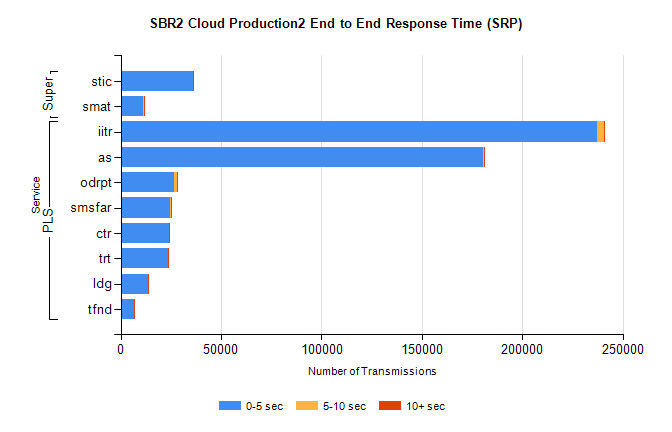 SBR2 Cloud Production2 End to End Response Time (SRP)
Super
stic
smat
Service
PLS
iitr
as
odrpt
smsfar
ctr
trt
ldg
tfnd
0 50000 100000 150000 200000 250000
Number of Transmissions
0-5 sec 5-10 sec 10+ sec